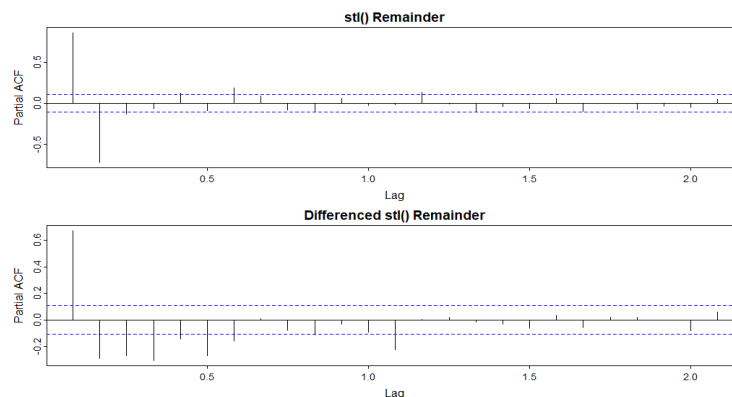 stl() Remainder
Partial ACF
0.5
0.0
-0.5
0.5
1.0
1.5
2.0
Lag
Differenced stl() Remainder
Partial ACF
0.6
0.4
0.2
0.0
-0.2
0.5
1.0
1.5
2.0
Lag